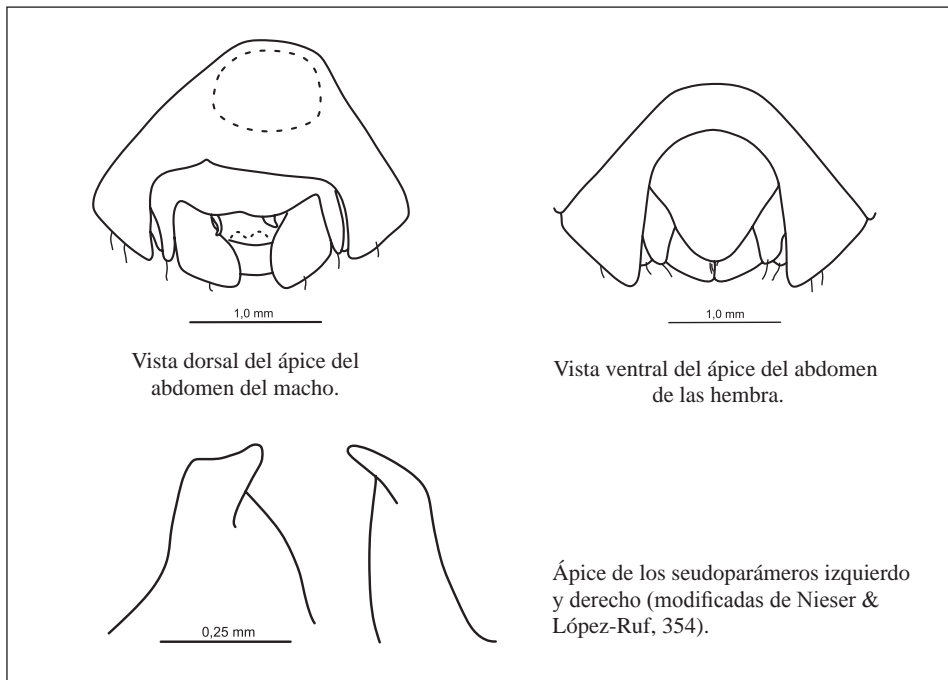 1,0 mm
Vista dorsal del ápice del
abdomen del macho.
1,0 mm
Vista ventral del ápice del abdomen
de las hembra.
0,25 mm
Ápice de los seudoparámeros izquierdo
y derecho (modificadas de Nieser &
López-Ruf, 354).